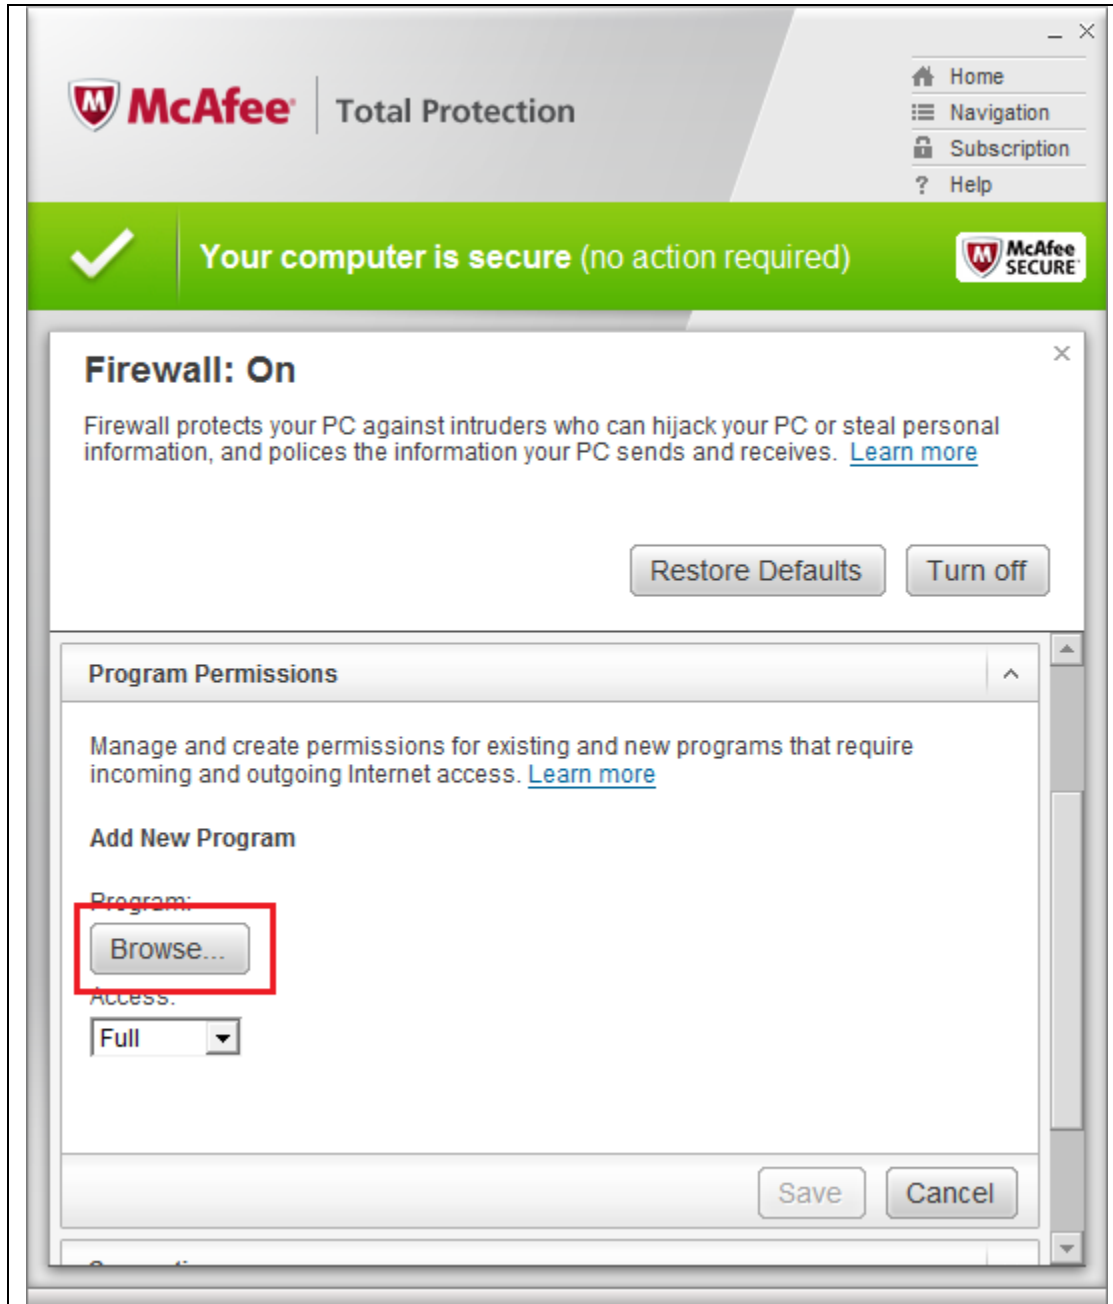 McAfee Total Protection
Home
Navigation
Subscription
? Help
Your computer is secure (no action required)
McAfee
SECURE
Firewall: On
Firewall protects your PC against intruders who can hijack your PC or steal personal
information, and polices the information your PC sends and receives. Learn more
Restore Defaults
Turn off
Program Permissions
Manage and create permissions for existing and new programs that require
incoming and outgoing Internet access. Learn more
Add New Program
Program:
Browse...
Access:
Full
Save
Cancel